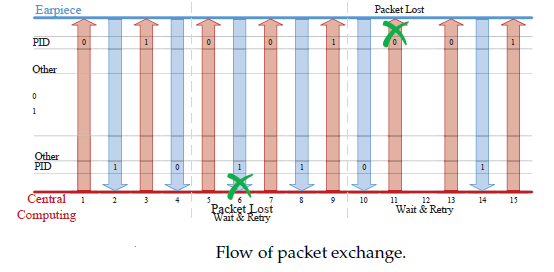 Earpiece
Packet Lost
PID 0 1 0 0 1 0 0 1
Other
0
1
Other
PID 1 0 1 1 0 1
Central 1 2 3 4 5 6 7 8 9 10 11 12 13 14 15
Computing
Packet Lost
Wait & Retry
Wait & Retry
Flow of packet exchange.